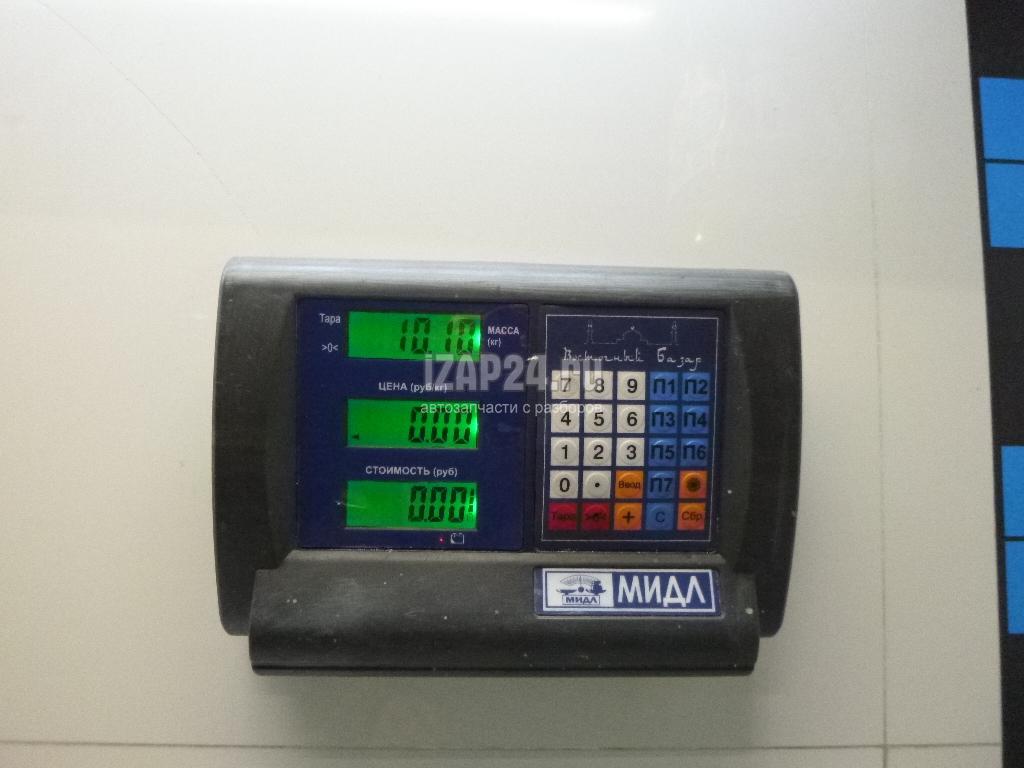 Тара
10.10
МАССА
(кг)
>0<
ЦЕНА (руб/кг)
0.00
СТОИМОСТЬ (руб)
0.00
Восточный Базар
7 8 9 П1 П2
4 5 6 П3 П4
1 2 3 П5 П6
0 . Ввод П7
Тара >0< + С Сбр
МИДЛ
МИДЛ
iZAP24.RU
автозапчасти с разборов